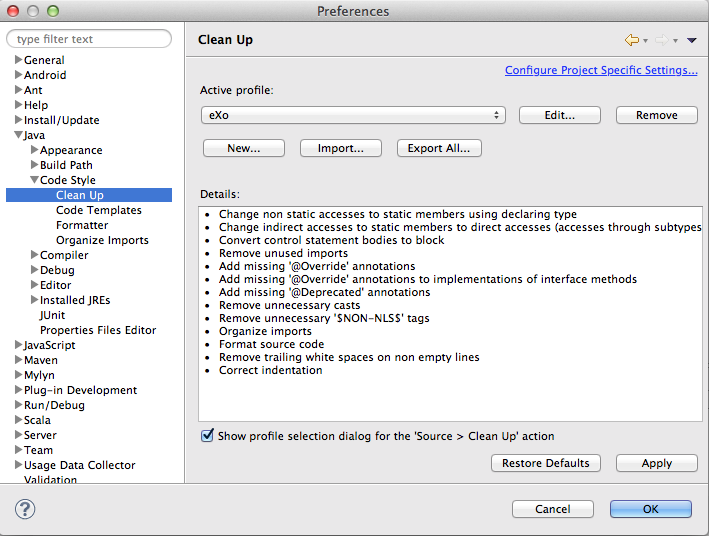 Preferences
type filter text
General
Android
Ant
Help
Install/Update
Java
Appearance
Build Path
Code Style
Clean Up
Code Templates
Formatter
Organize Imports
Compiler
Debug
Editor
Installed JREs
JUnit
Properties Files Editor
JavaScript
Maven
Mylyn
Plug-in Development
Run/Debug
Scala
Server
Team
Usage Data Collector
Validation
Clean Up
Configure Project Specific Settings...
Active profile:
eXo
Edit...
Remove
New...
Import...
Export All...
Details:
• Change non static accesses to static members using declaring type
• Change indirect accesses to static members to direct accesses (accesses through subtypes
• Convert control statement bodies to block
• Remove unused imports
• Add missing '@Override' annotations
• Add missing '@Override' annotations to implementations of interface methods
• Add missing '@Deprecated' annotations
• Remove unnecessary casts
• Remove unnecessary '$NON-NLS$' tags
• Organize imports
• Format source code
• Remove trailing white spaces on non empty lines
• Correct indentation
Show profile selection dialog for the 'Source > Clean Up' action
Restore Defaults
Apply
?
Cancel
OK